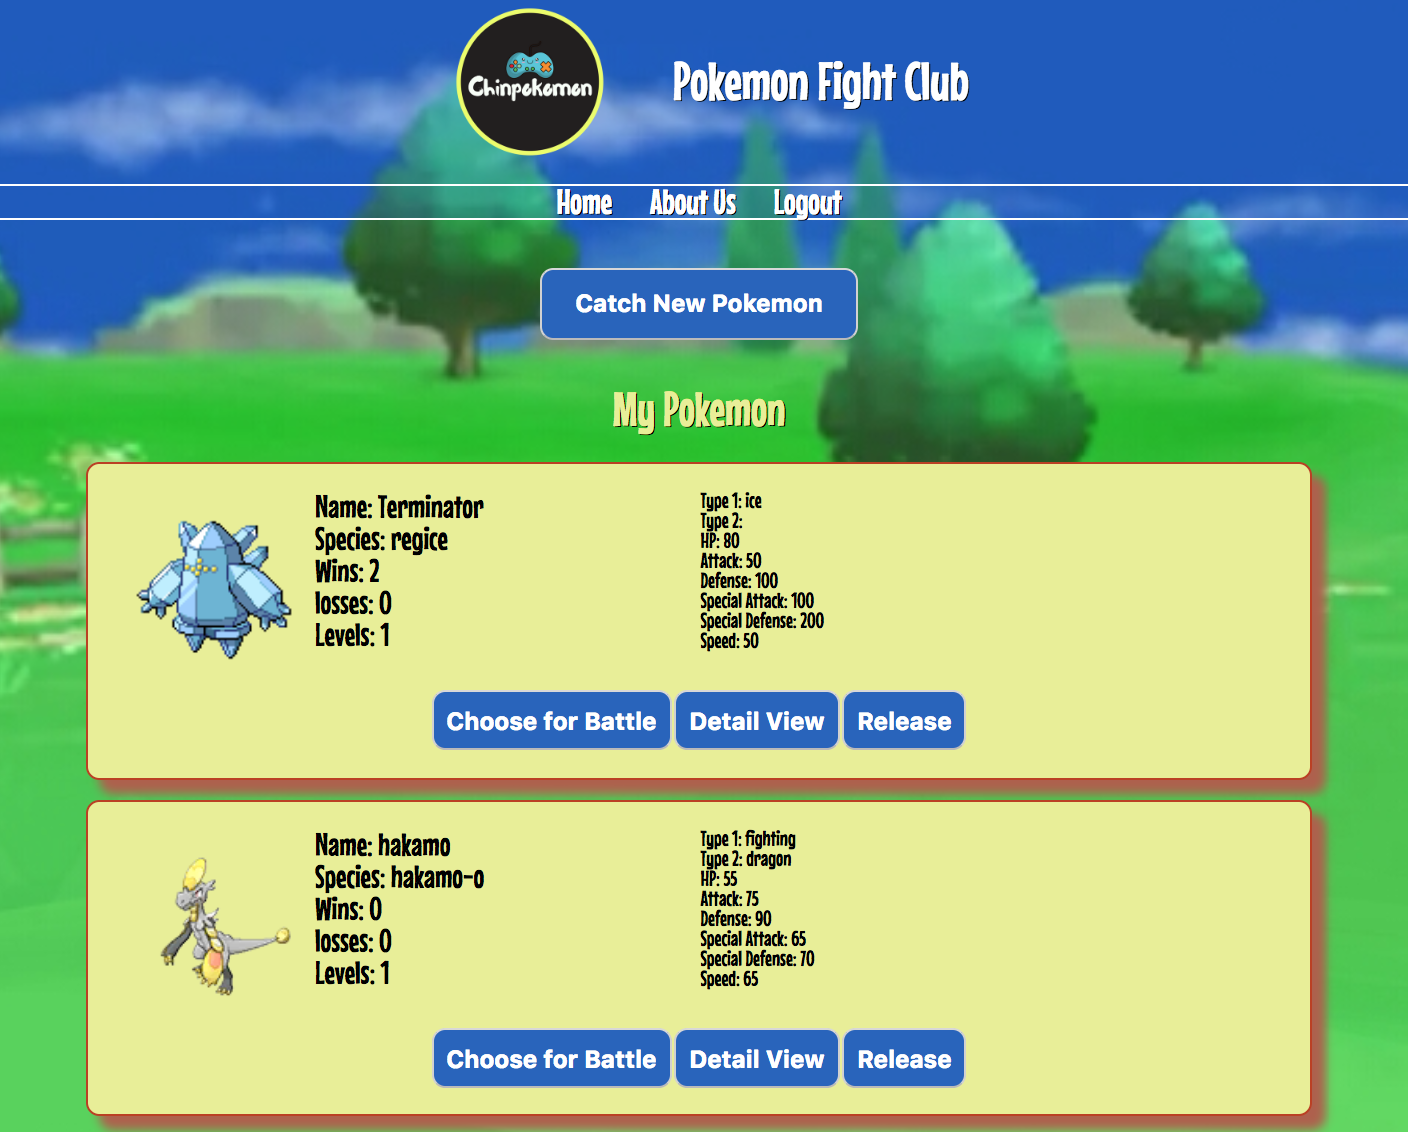 Chinpokomon
Pokemon Fight Club
Home About Us Logout
Catch New Pokemon
My Pokemon
Name: Terminator
Species: regice
Wins: 2
losses: 0
Levels: 1
Type 1: ice
Type 2:
HP: 80
Attack: 50
Defense: 100
Special Attack: 100
Special Defense: 200
Speed: 50
Choose for Battle Detail View Release
Name: hakamo
Species: hakamo-o
Wins: 0
losses: 0
Levels: 1
Type 1: fighting
Type 2: dragon
HP: 55
Attack: 75
Defense: 90
Special Attack: 65
Special Defense: 70
Speed: 65
Choose for Battle Detail View Release